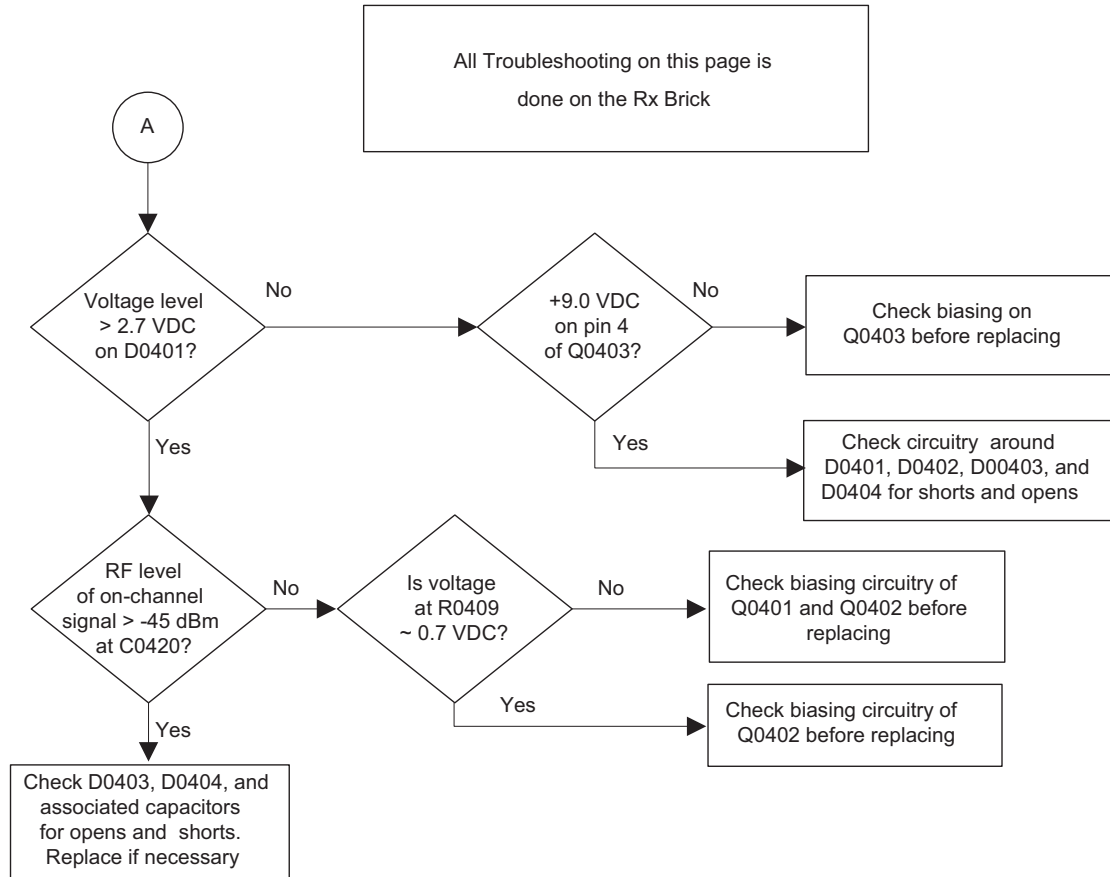 All Troubleshooting on this page is
done on the Rx Brick
A
Voltage level
> 2.7 VDC
on D0401?
No
+9.0 VDC
on pin 4
of Q0403?
No
Check biasing on
Q0403 before replacing
Yes
Yes
Check circuitry around
D0401, D0402, D00403, and
D0404 for shorts and opens
RF level
of on-channel
signal > -45 dBm
at C0420?
No
Is voltage
at R0409
~ 0.7 VDC?
No
Check biasing circuitry of
Q0401 and Q0402 before
replacing
Yes
Yes
Check biasing circuitry of
Q0402 before replacing
Check D0403, D0404, and
associated capacitors
for opens and shorts.
Replace if necessary